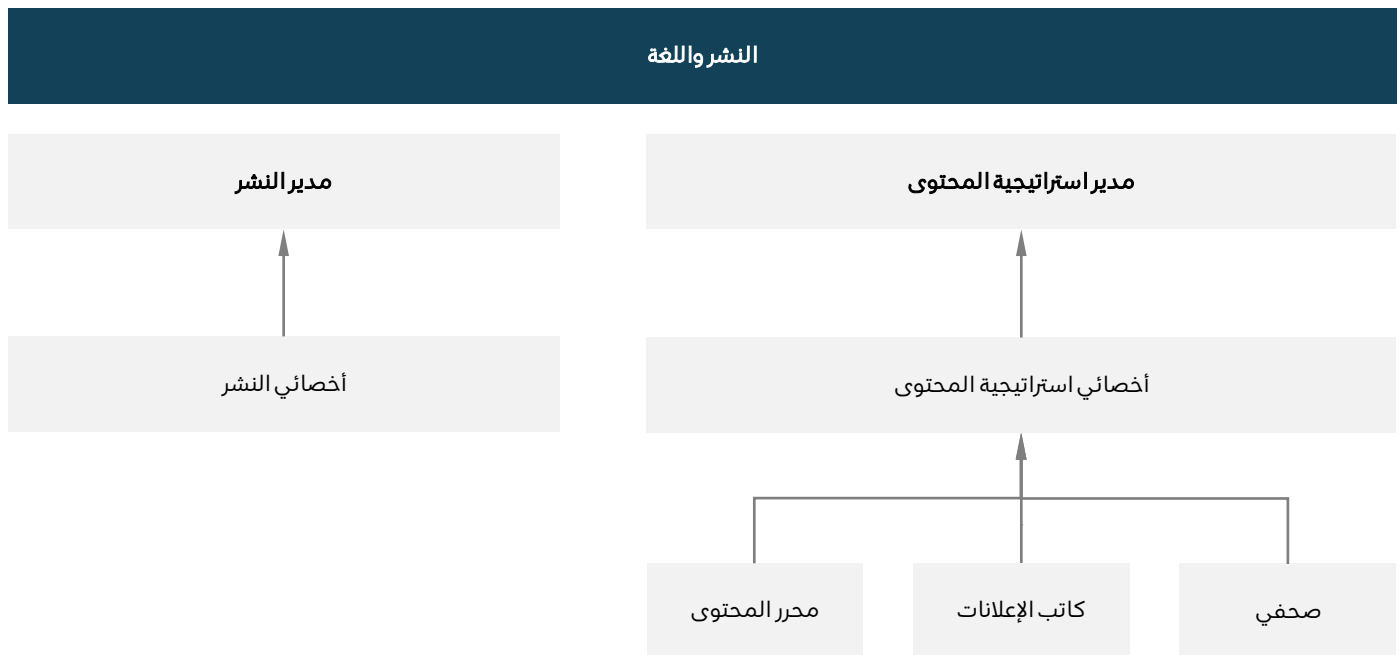 النشر واللغة
مدير استراتيجية المحتوى
مدير النشر
أخصائي استراتيجية المحتوى
أخصائي النشر
صحفي
كاتب الإعلانات
محرر المحتوى